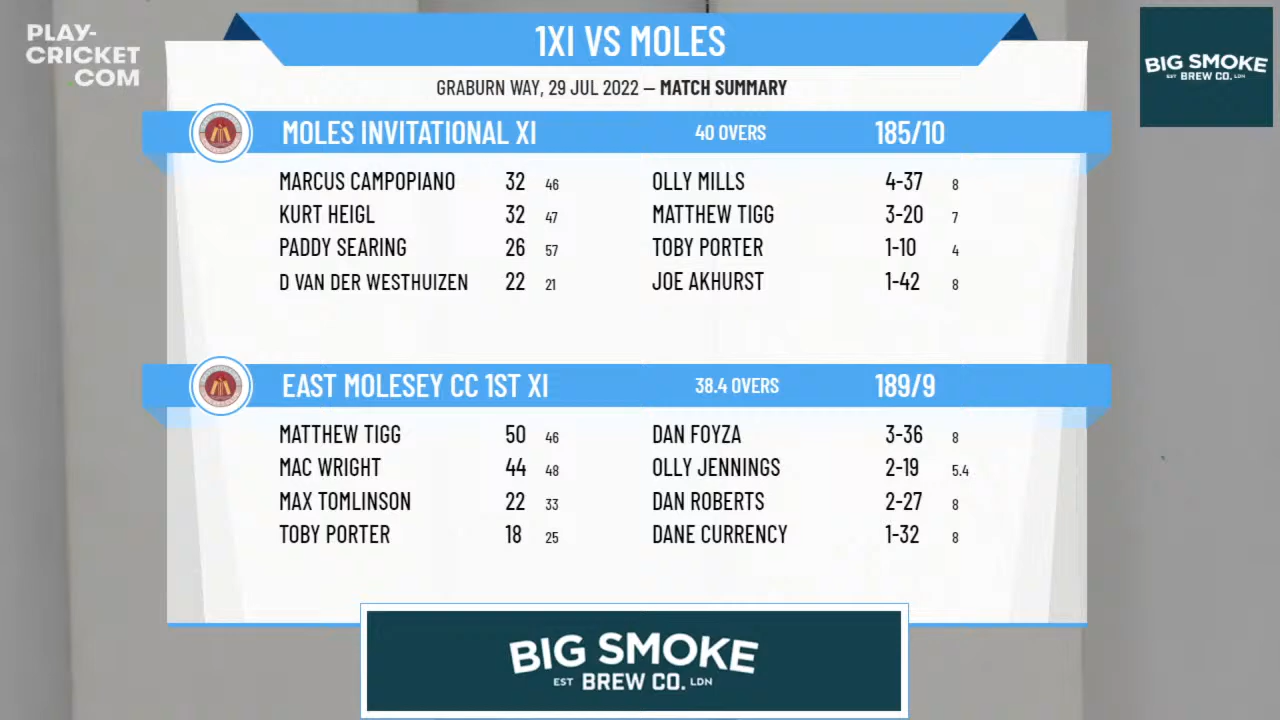 PLAY-
CRICKET
.COM
1XI VS MOLES
BIG SMOKE
EST BREW CO. LDN
GRABURN WAY, 29 JUL 2022 – MATCH SUMMARY
MOLES INVITATIONAL XI 40 OVERS 185/10
MARCUS CAMPOPIANO 32 46 OLLY MILLS 4-37 8
KURT HEIGL 32 47 MATTHEW TIGG 3-20 7
PADDY SEARING 26 57 TOBY PORTER 1-10 4
D VAN DER WESTHUIZEN 22 21 JOE AKHURST 1-42 8
EAST MOLESEY CC 1ST XI 38.4 OVERS 189/9
MATTHEW TIGG 50 46 DAN FOYZA 3-36 8
MAC WRIGHT 44 48 OLLY JENNINGS 2-19 5.4
MAX TOMLINSON 22 33 DAN ROBERTS 2-27 8
TOBY PORTER 18 25 DANE CURRENCY 1-32 8
BIG SMOKE
EST BREW CO. LDN